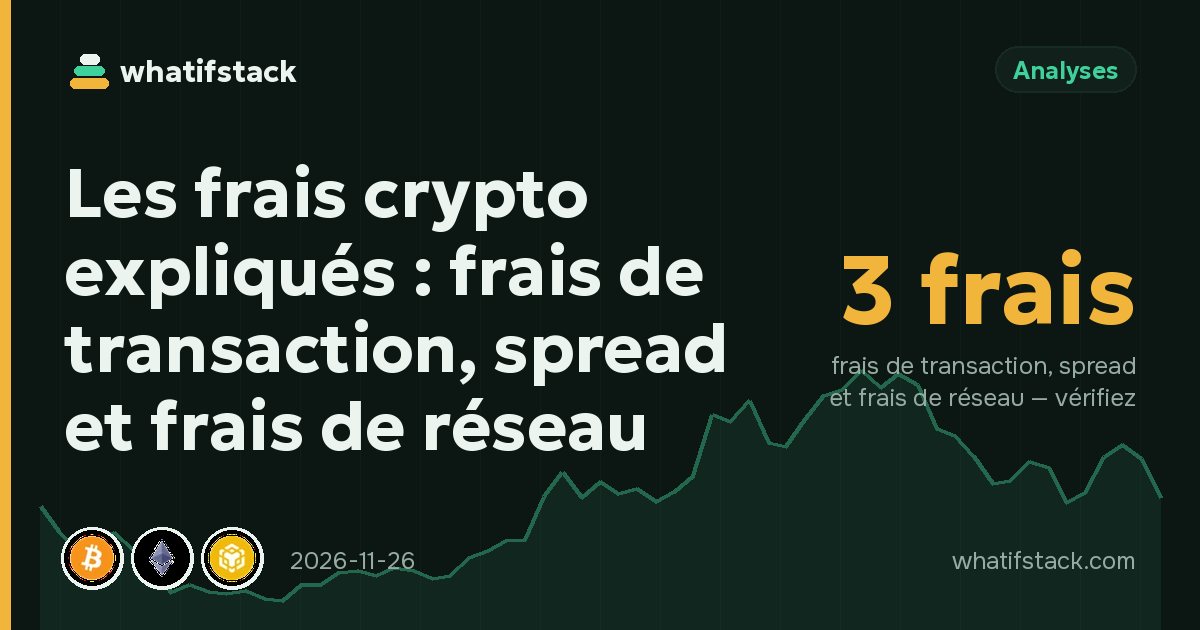 whatifstack
Analyses
Les frais crypto
expliqués : frais de
transaction, spread
et frais de réseau
3 frais
frais de transaction, spread
et frais de réseau — vérifiez
2026-11-26
whatifstack.com